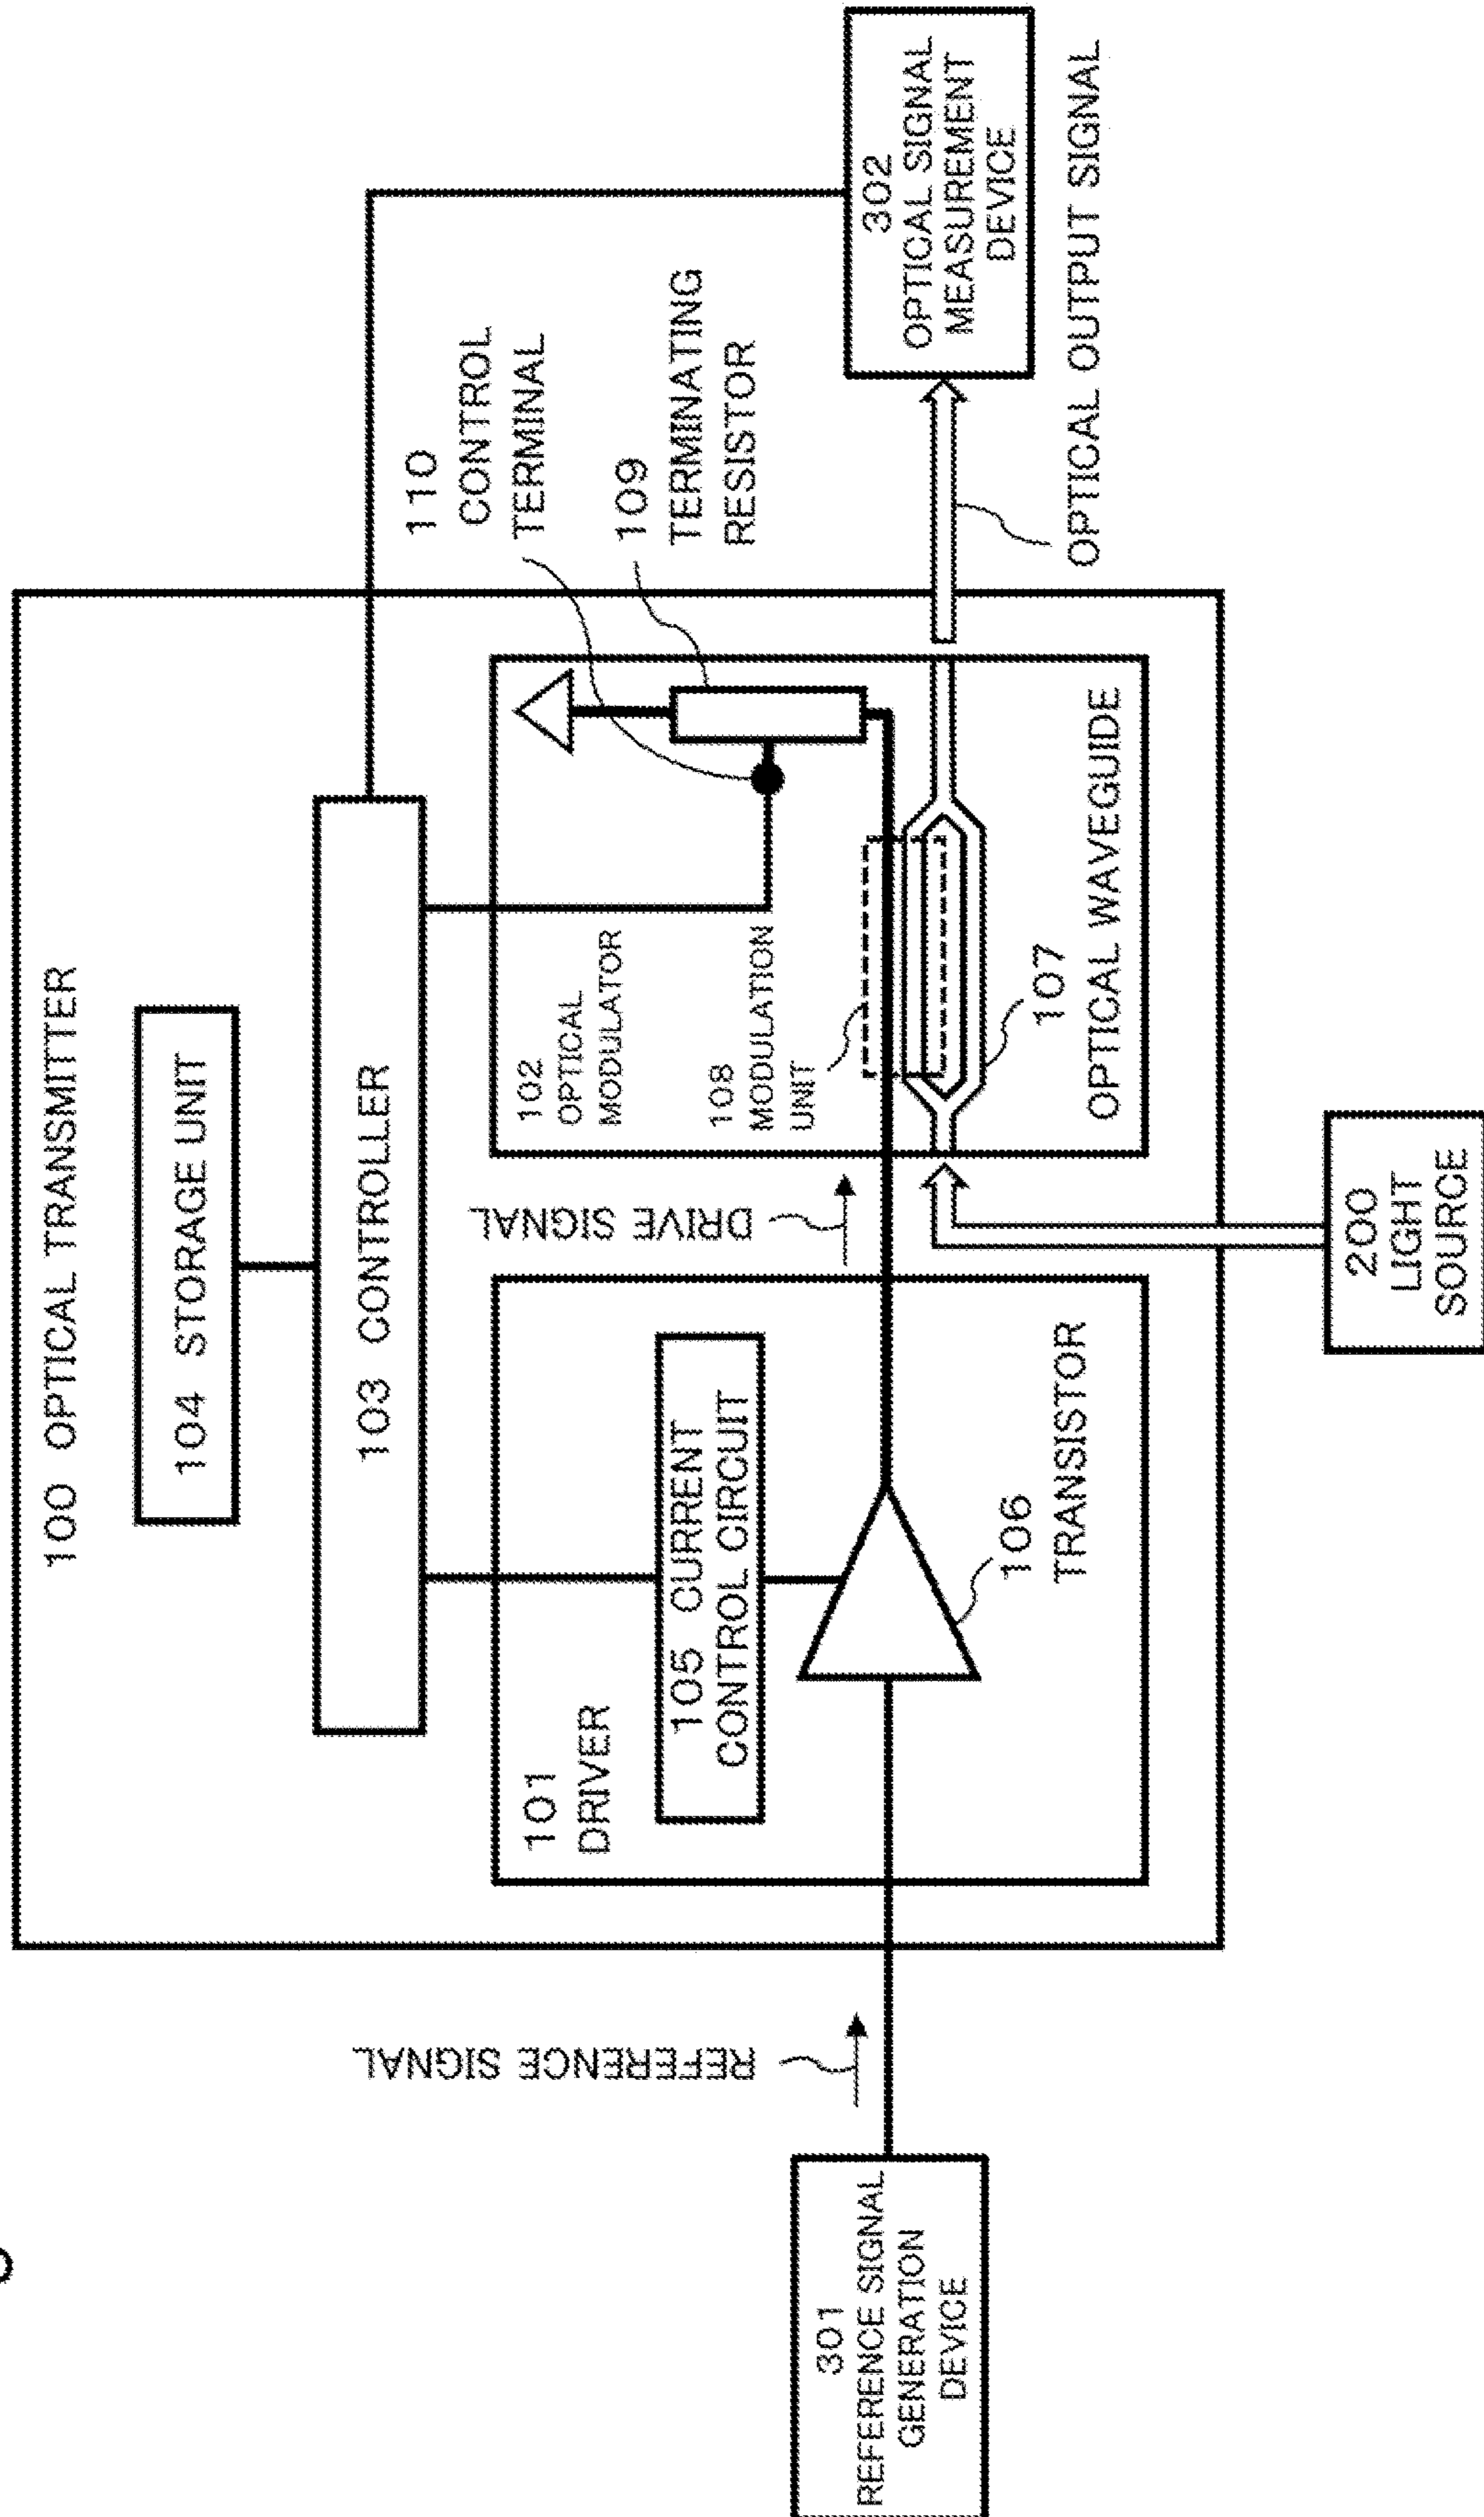 100 OPTICAL TRANSMITTER
104 STORAGE UNIT
103 CONTROLLER
101
DRIVER
105 CURRENT
CONTROL CIRCUIT
106
TRANSISTOR
REFERENCE SIGNAL
301
REFERENCE SIGNAL
GENERATION
DEVICE
DRIVE SIGNAL
102
OPTICAL
MODULATOR
108
MODULATION
UNIT
107
OPTICAL WAVEGUIDE
110
CONTROL
TERMINAL
109
TERMINATING
RESISTOR
302
OPTICAL SIGNAL
MEASUREMENT
DEVICE
OPTICAL OUTPUT SIGNAL
200
LIGHT
SOURCE